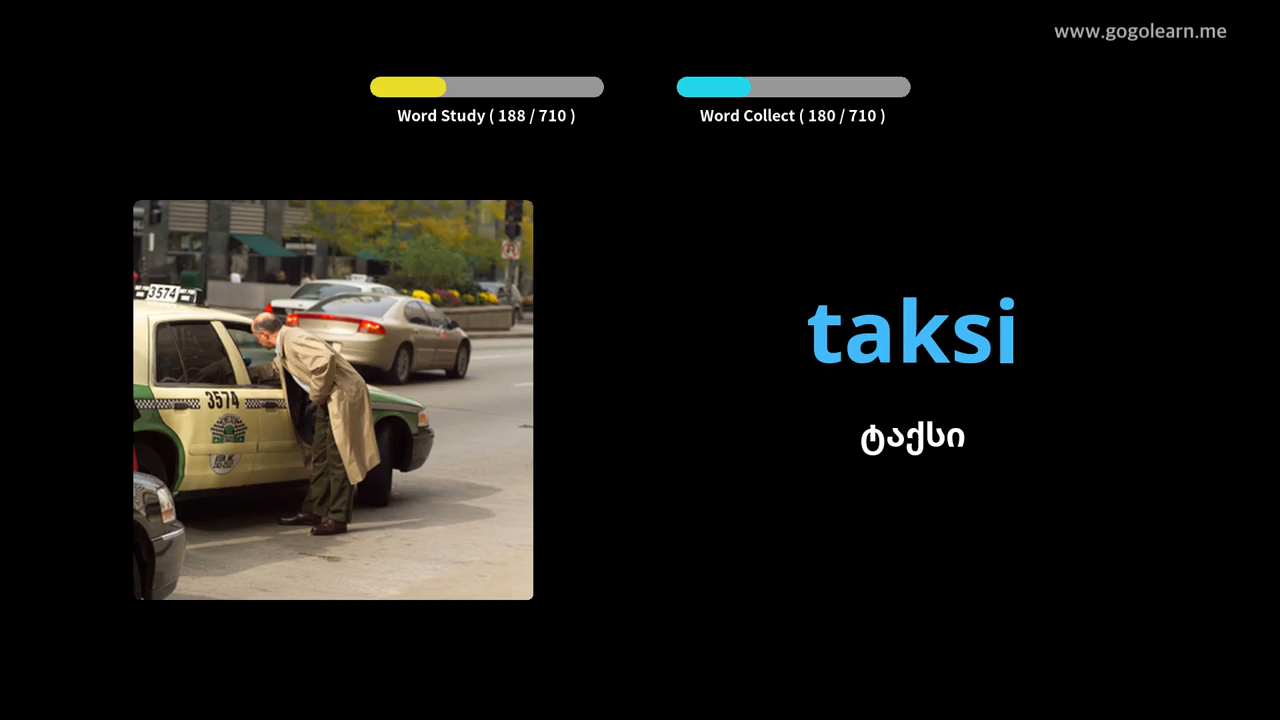 www.gogolearn.me
Word Study ( 188 / 710 )
Word Collect ( 180 / 710 )
3574
3574
taksi
ტაქსი